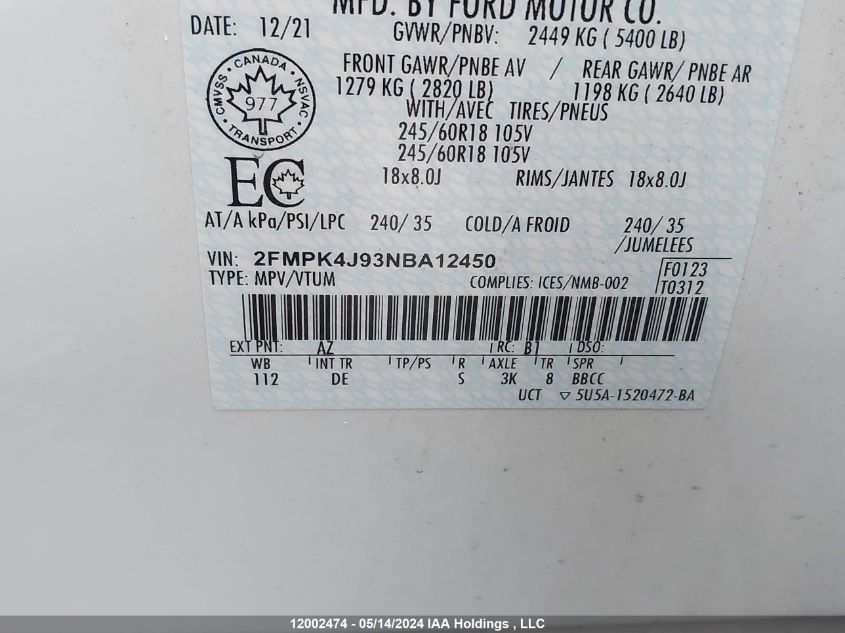 MFD. BY FORD MOTOR CO.
DATE: 12/21 GVWR/PNBV: 2449 KG ( 5400 LB)
FRONT GAWR/PNBE AV / REAR GAWR/ PNBE AR
1279 KG ( 2820 LB) 1198 KG ( 2640 LB)
WITH/AVEC TIRES/PNEUS
245/60R18 105V
245/60R18 105V
18x8.0J RIMS/JANTES 18x8.0J
CMVSS CANADA NSVAC
977
TRANSPORT
EC
AT/A kPa/PSI/LPC 240/ 35 COLD/A FROID 240/ 35
/JUMELEES
VIN: 2FMPK4J93NBA12450
TYPE: MPV/VTUM COMPLIES: ICES/NMB-002
F0123
T0312
EXT PNT: AZ RC: B1 DSO:
WB INT TR TP/PS R AXLE TR SPR
112 DE S 3K 8 BBCC
UCT ▽ 5U5A-1520472-BA
12002474 - 05/14/2024 IAA Holdings , LLC